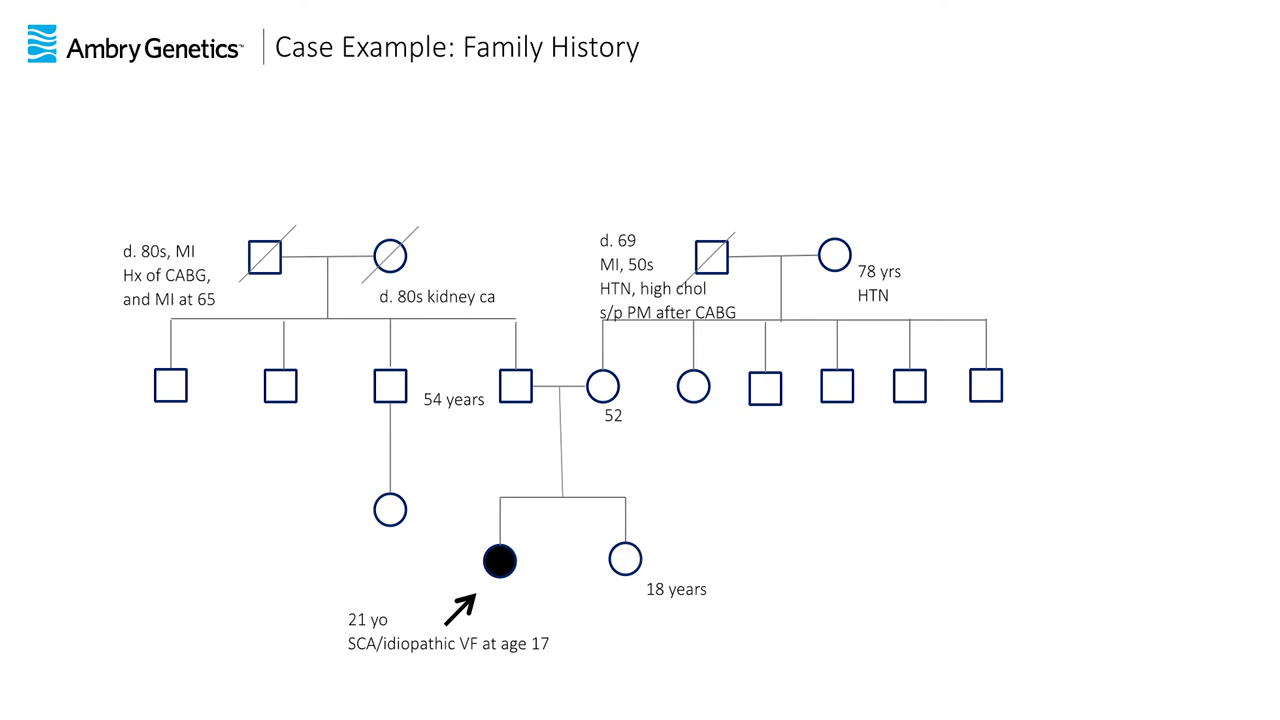 Ambry Genetics™ Case Example: Family History
d. 80s, MI
Hx of CABG,
and MI at 65
d. 80s kidney ca
d. 69
MI, 50s
HTN, high chol
s/p PM after CABG
78 yrs
HTN
54 years
52
18 years
21 yo
SCA/idiopathic VF at age 17